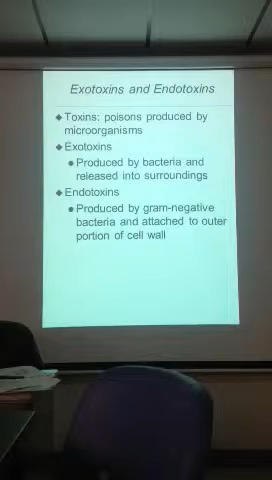 Exotoxins and Endotoxins
◆ Toxins: poisons produced by
microorganisms
◆ Exotoxins
● Produced by bacteria and
released into surroundings
◆ Endotoxins
● Produced by gram-negative
bacteria and attached to outer
portion of cell wall